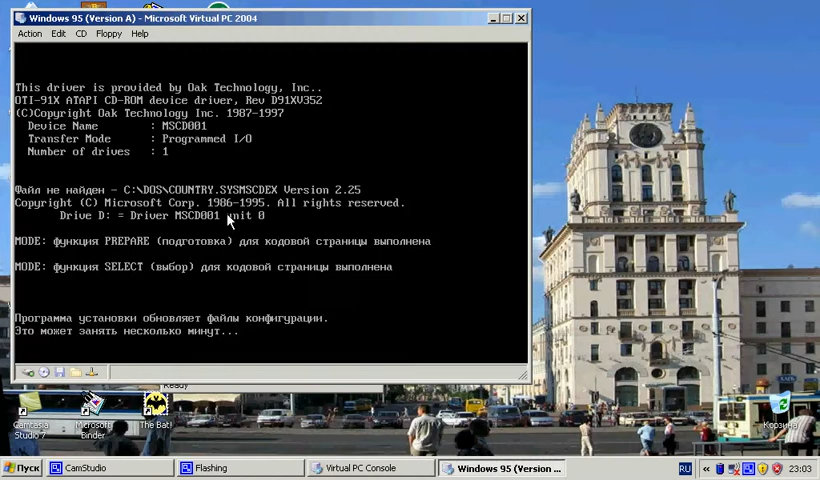 Windows 95 (Version A) - Microsoft Virtual PC 2004
Action Edit CD Floppy Help
This driver is provided by Oak Technology, Inc..
OTI-91X ATAPI CD-ROM device driver, Rev D91XV352
(C)Copyright Oak Technology Inc. 1987-1997
Device Name : MSCD001
Transfer Mode : Programmed I/O
Number of drives : 1
Файл не найден - C:\DOS\COUNTRY.SYSMSCDEX Version 2.25
Copyright (C) Microsoft Corp. 1986-1995. All rights reserved.
Drive D: = Driver MSCD001 unit 0
MODE: функция PREPARE (подготовка) для кодовой страницы выполнена
MODE: функция SELECT (выбор) для кодовой страницы выполнена
Программа установки обновляет файлы конфигурации.
Это может занять несколько минут...
Ready
Camtasia Studio 7
Microsoft Binder
The Bat!
Корзина
Пуск
CamStudio
Flashing
Virtual PC Console
Windows 95 (Version ...
RU
23:03